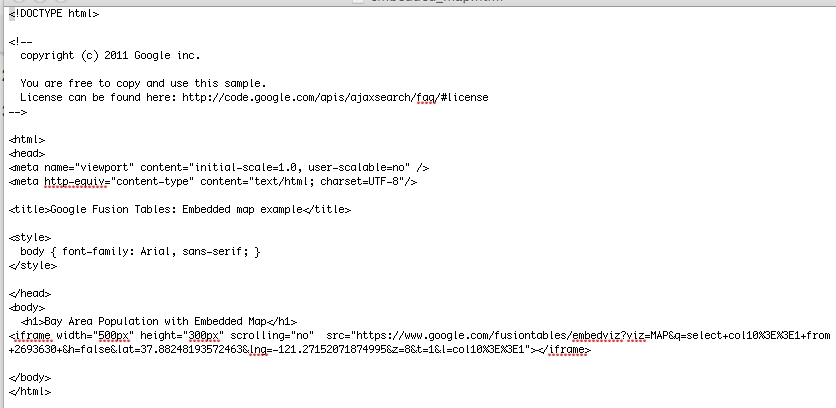 <!DOCTYPE html>
<!--
copyright (c) 2011 Google inc.
You are free to copy and use this sample.
License can be found here: http://code.google.com/apis/ajaxsearch/faq/#license
-->
<html>
<head>
<meta name="viewport" content="initial-scale=1.0, user-scalable=no" />
<meta http-equiv="content-type" content="text/html; charset=UTF-8"/>
<title>Google Fusion Tables: Embedded map example</title>
<style>
body { font-family: Arial, sans-serif; }
</style>
</head>
<body>
<h1>Bay Area Population with Embedded Map</h1>
<iframe width="500px" height="300px" scrolling="no"  src="https://www.google.com/fusiontables/embedviz?viz=MAP&q=select+col10%3E%3E1+from
+2693630+&h=false&lat=37.88248193572463&lng=-121.27152071874995&z=8&t=1&l=col10%3E%3E1"></iframe>
</body>
</html>